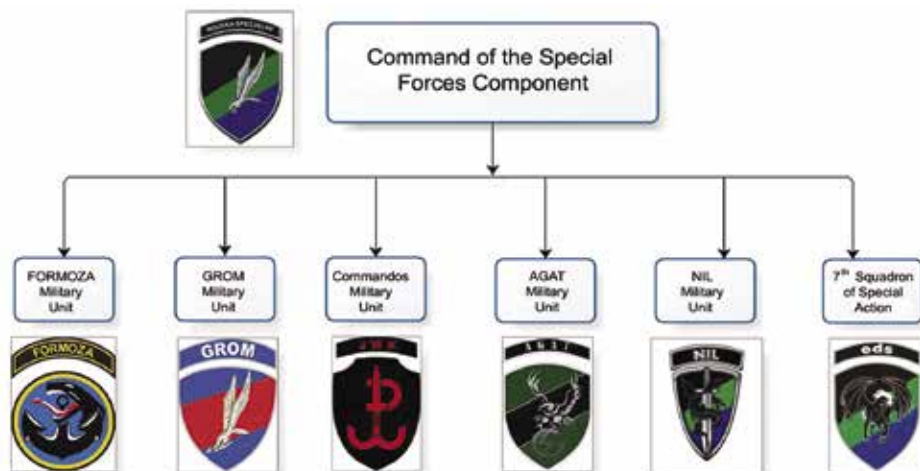 Command of the Special
Forces Component
FORMOZA
Military
Unit
GROM
Military
Unit
Commandos
Military
Unit
AGAT
Military
Unit
NIL
Military
Unit
7th Squadron
of Special
Action
FORMOZA
GROM
JWK
NIL
eds